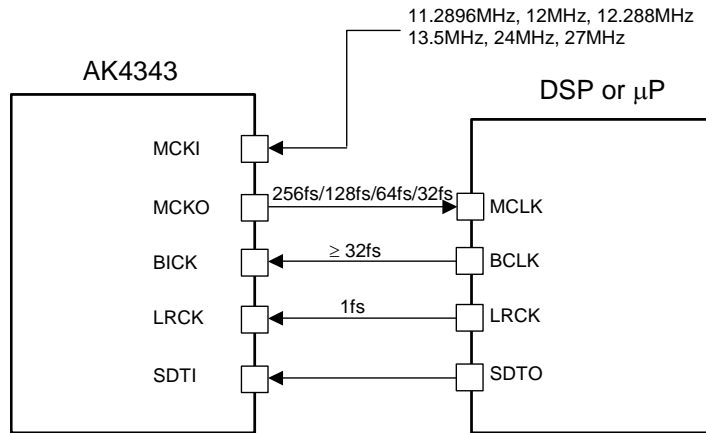 11.2896MHz, 12MHz, 12.288MHz
13.5MHz, 24MHz, 27MHz
AK4343
DSP or μP
MCKI
MCKO
256fs/128fs/64fs/32fs
MCLK
BICK
≥ 32fs
BCLK
LRCK
1fs
LRCK
SDTI
SDTO